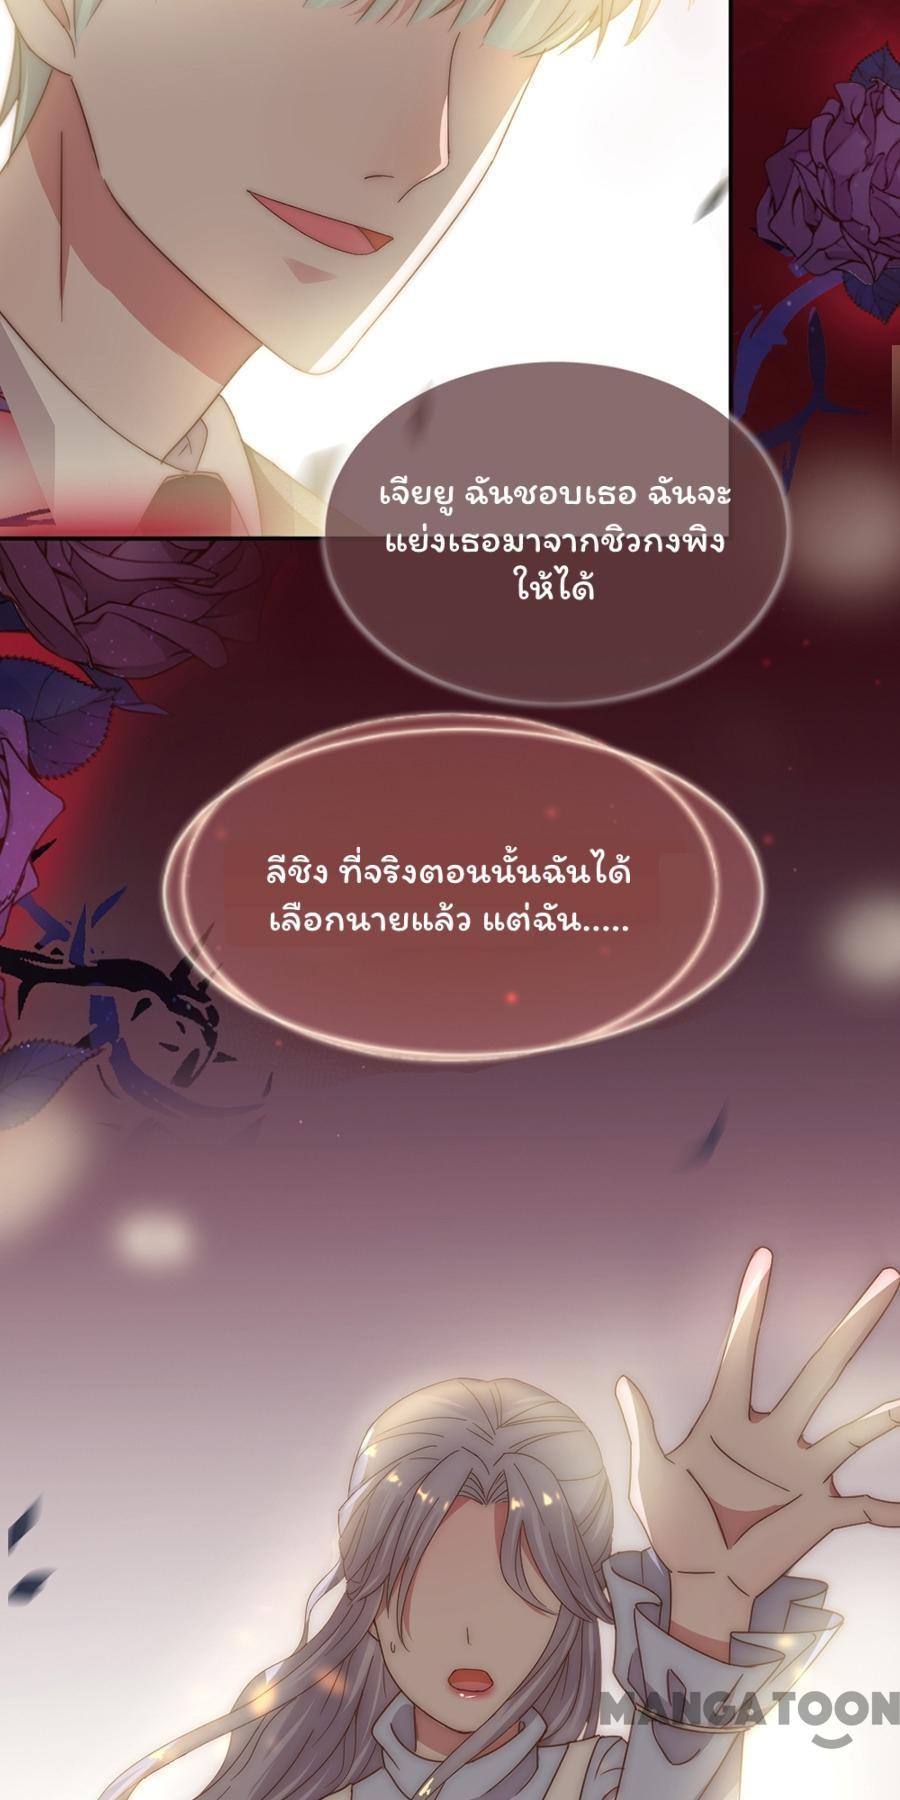 เจียยู ฉันชอบเธอ ฉันจะ
แย่งเธอมาจากชิวกงพิง
ให้ได้
ลีชิง ที่จริงตอนนั้นฉันได้
เลือกนายแล้ว แต่ฉัน.....
MANGATOON